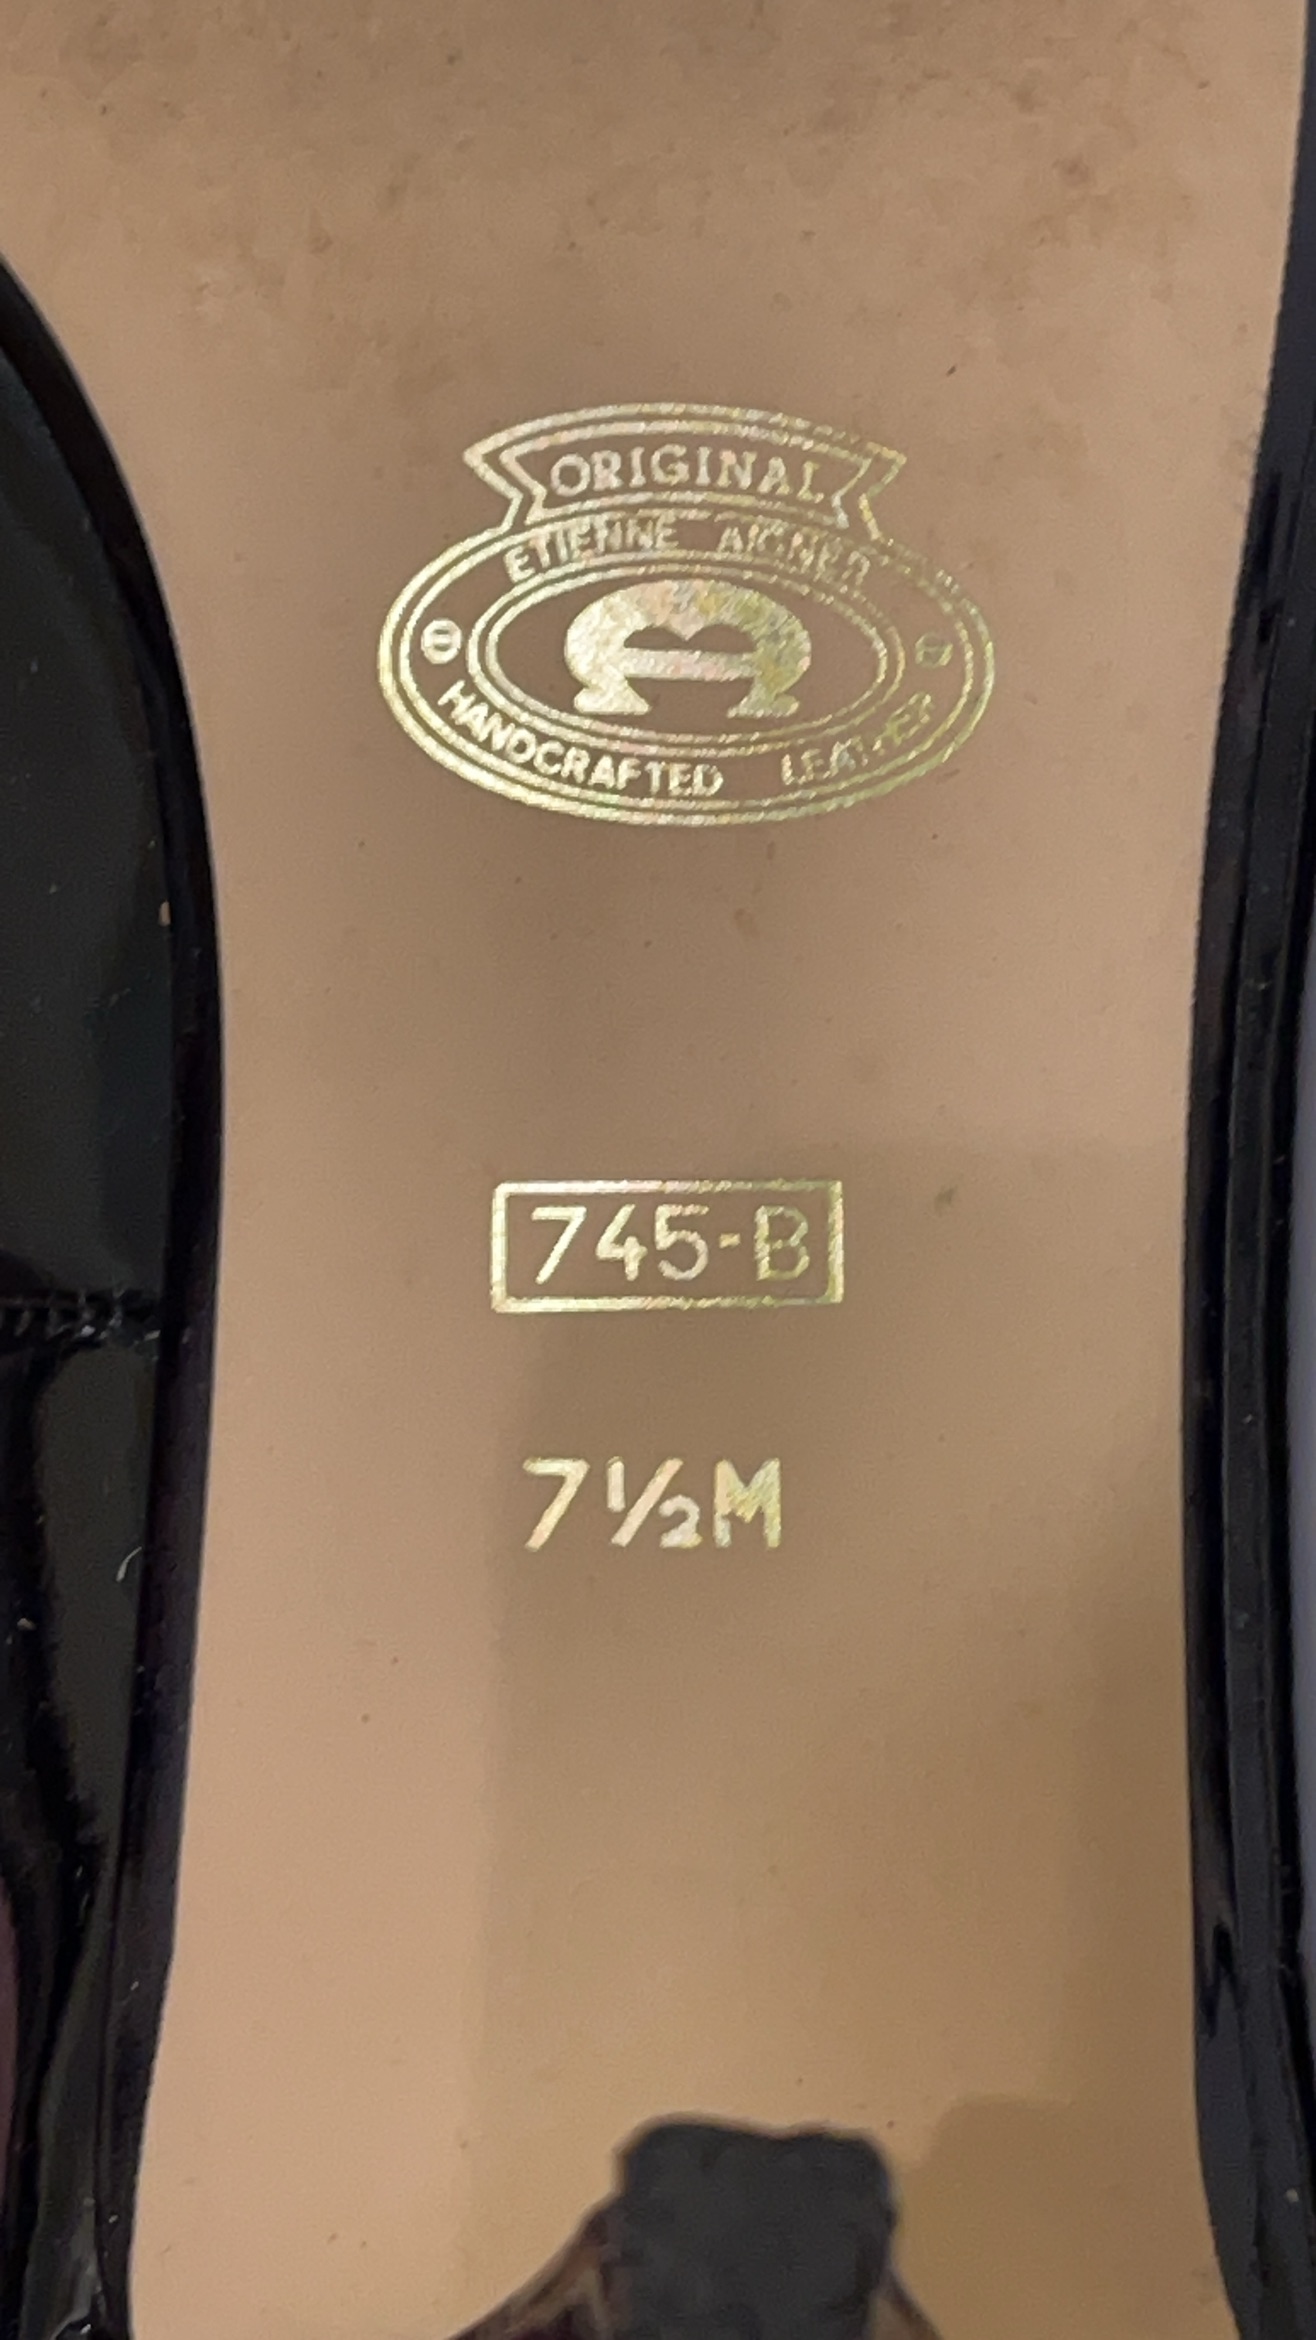 ORIGINAL
ETIENNE AIGNER
A
HANDCRAFTED LEATHER
745-B
7½M